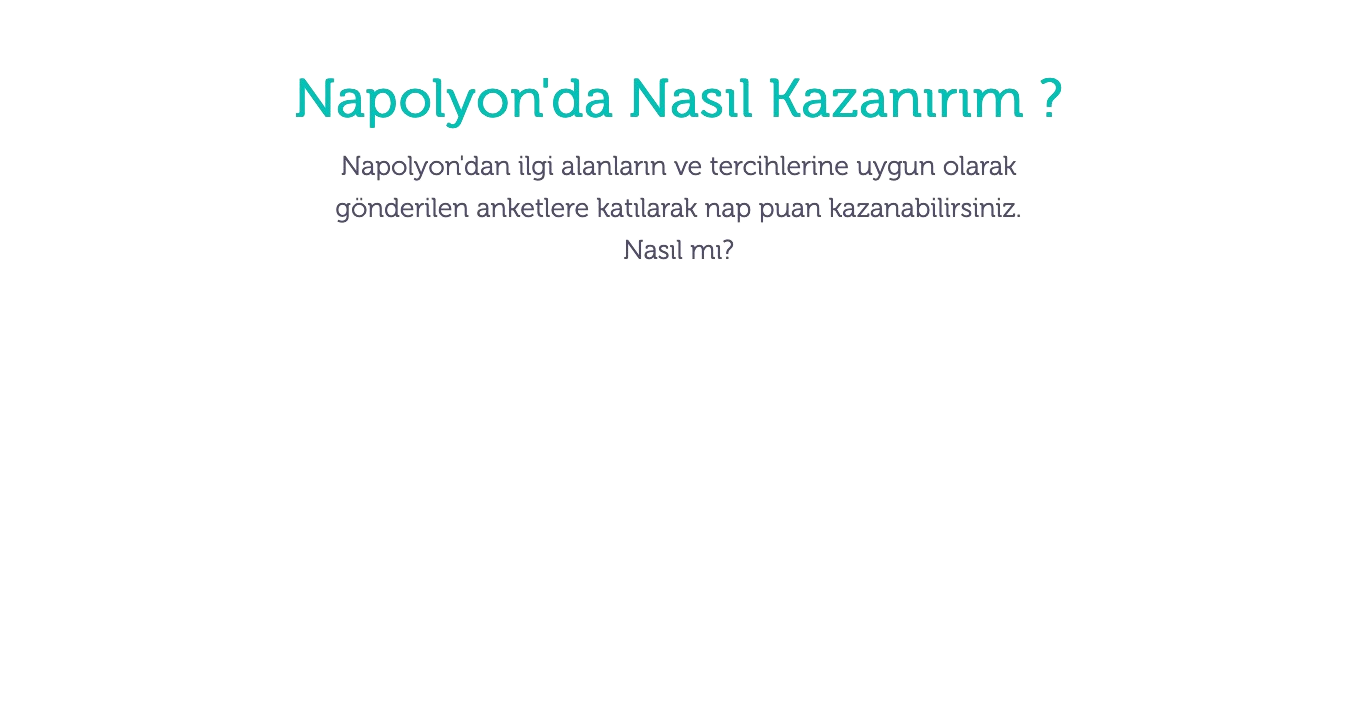 Napolyon'da Nasıl Kazanırım ?
Napolyon'dan ilgi alanların ve tercihlerine uygun olarak
gönderilen anketlere katılarak nap puan kazanabilirsiniz.
Nasıl mı?